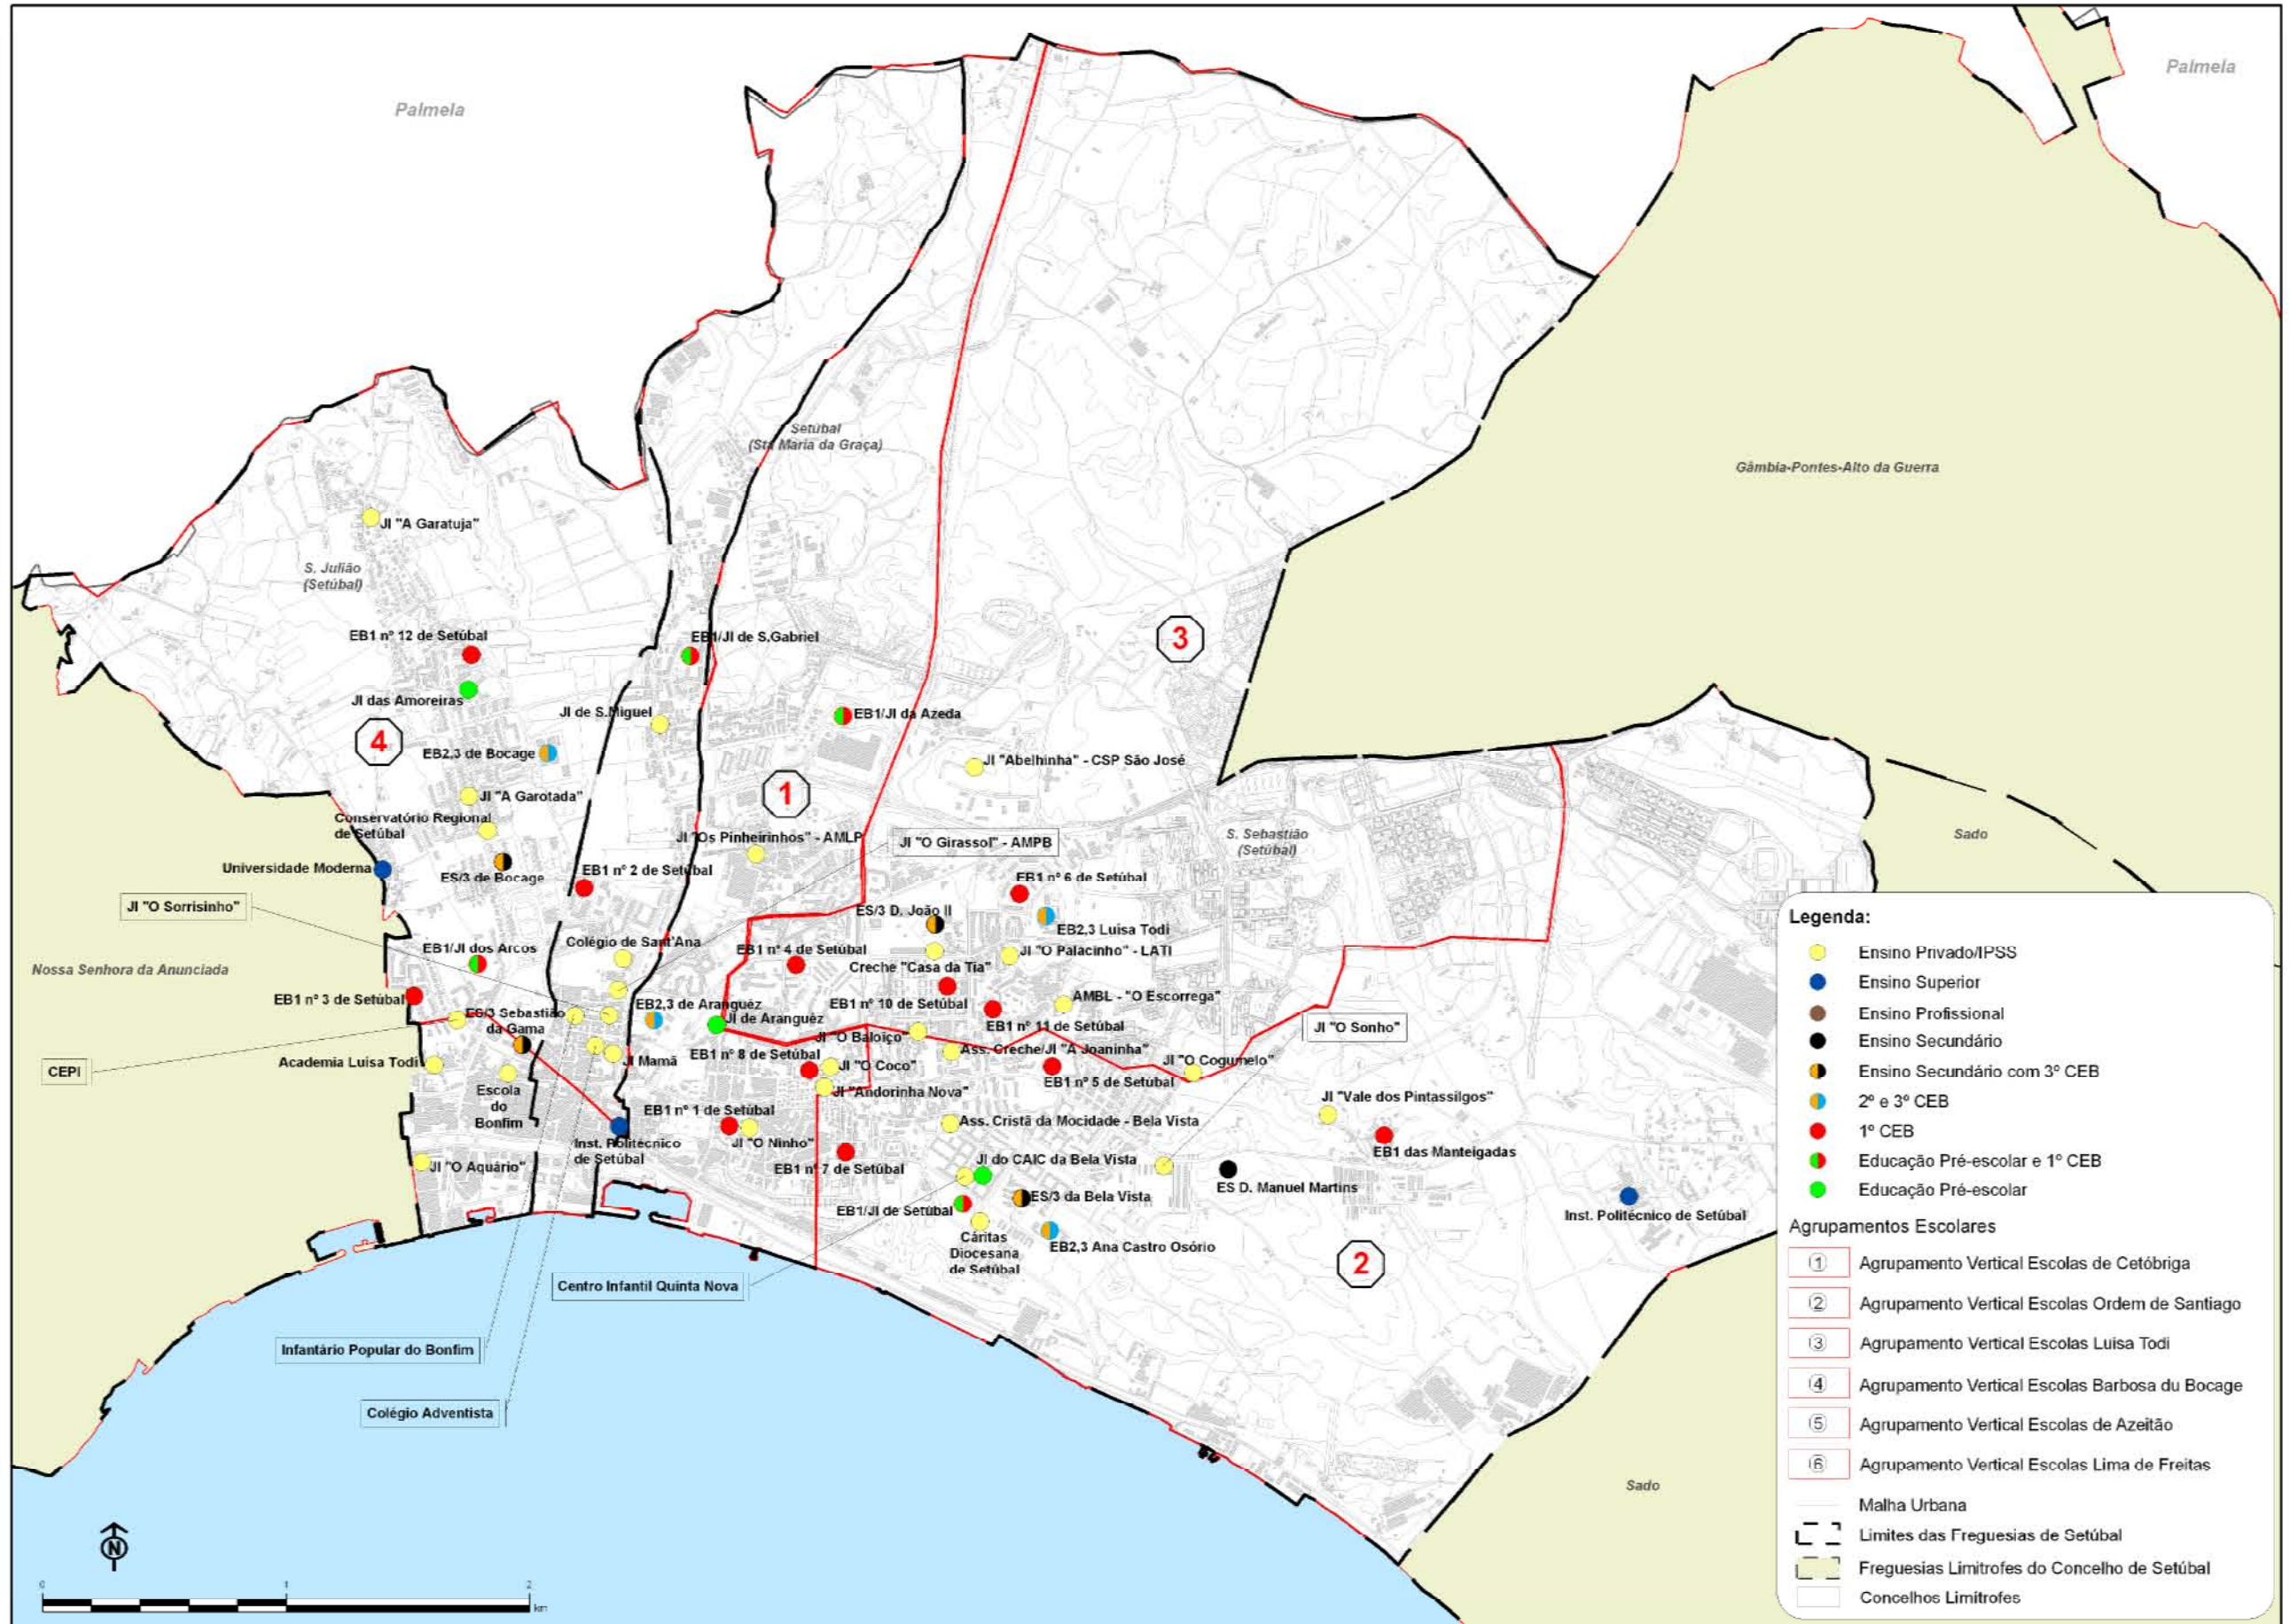 Palmela
Palmela
Setúbal
(Sta Maria da Graça)
Gâmbia-Pontes-Alto da Guerra
JI "A Garatuja"
S. Julião
(Setúbal)
EB1 nº 12 de Setúbal
EB1/JI de S.Gabriel
3
JI das Amoreiras
JI de S.Miguel
EB1/JI da Azeda
4
EB2,3 de Bocage
JI "Abelhinha" - CSP São José
1
JI "A Garotada"
Conservatório Regional
de Setúbal
JI "Os Pinheirinhos" - AMLP
JI "O Girassol" - AMPB
S. Sebastião
(Setúbal)
Sado
Universidade Moderna
ES/3 de Bocage
EB1 nº 2 de Setúbal
EB1 nº 6 de Setúbal
JI "O Sorrisinho"
ES/3 D. João II
EB2,3 Luisa Todi
EB1/JI dos Arcos
Colégio de Sant'Ana
EB1 nº 4 de Setúbal
JI "O Palacinho" - LATI
Nossa Senhora da Anunciada
Creche "Casa da Tia"
EB1 nº 3 de Setúbal
EB2,3 de Aranguêz
EB1 nº 10 de Setúbal
AMBL - "O Escorrega"
ES/3 Sebastião
da Gama
JI de Aranguêz
EB1 nº 11 de Setúbal
JI "O Sonho"
JI "O Baloiço"
CEPI
Academia Luisa Todi
JI Mamã
EB1 nº 8 de Setúbal
JI "O Coco"
Ass. Creche/JI "A Joaninha"
JI "O Cogumelo"
EB1 nº 5 de Setúbal
Escola
do
Bonfim
JI "Andorinha Nova"
JI "Vale dos Pintassilgos"
EB1 nº 1 de Setúbal
JI "O Ninho"
Ass. Cristã da Mocidade - Bela Vista
Inst. Politécnico
de Setúbal
EB1 das Manteigadas
JI "O Aquário"
EB1 nº 7 de Setúbal
JI do CAIC da Bela Vista
ES D. Manuel Martins
ES/3 da Bela Vista
EB1/JI de Setúbal
Inst. Politécnico de Setúbal
Cáritas
Diocesana
de Setúbal
EB2,3 Ana Castro Osório
2
Centro Infantil Quinta Nova
Infantário Popular do Bonfim
Colégio Adventista
Sado
N
0 1 2
km
Legenda:
Ensino Privado/IPSS
Ensino Superior
Ensino Profissional
Ensino Secundário
Ensino Secundário com 3º CEB
2º e 3º CEB
1º CEB
Educação Pré-escolar e 1º CEB
Educação Pré-escolar
Agrupamentos Escolares
1 Agrupamento Vertical Escolas de Cetóbriga
2 Agrupamento Vertical Escolas Ordem de Santiago
3 Agrupamento Vertical Escolas Luisa Todi
4 Agrupamento Vertical Escolas Barbosa du Bocage
5 Agrupamento Vertical Escolas de Azeitão
6 Agrupamento Vertical Escolas Lima de Freitas
Malha Urbana
Limites das Freguesias de Setúbal
Freguesias Limitrofes do Concelho de Setúbal
Concelhos Limítrofes